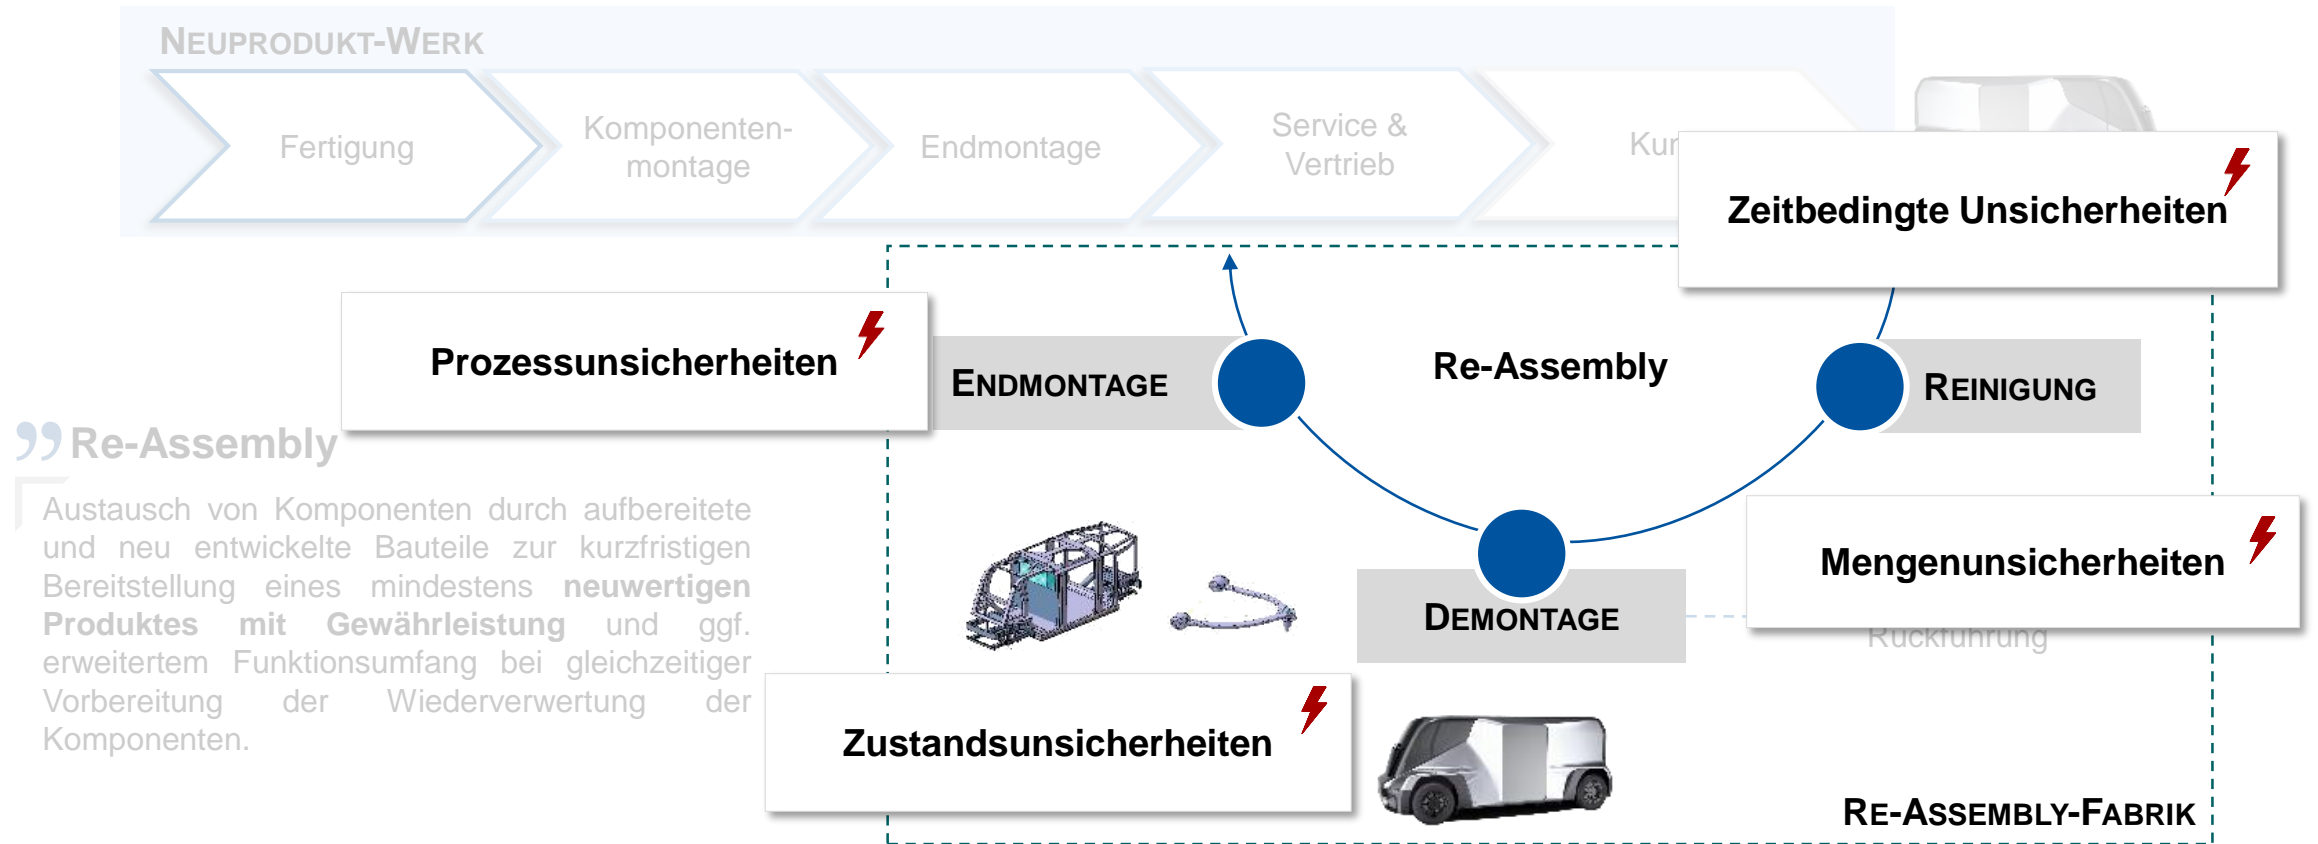 NEUPRODUKT-WERK
Fertigung
Komponenten-
montage
Endmontage
Service &
Vertrieb
Zeitbedingte Unsicherheiten
Prozessunsicherheiten
ENDMONTAGE
Re-Assembly
REINIGUNG
Re-Assembly
Austausch von Komponenten durch aufbereitete
und neu entwickelte Bauteile zur kurzfristigen
Bereitstellung eines mindestens neuwertigen
Produktes mit Gewährleistung und ggf.
erweitertem Funktionsumfang bei gleichzeitiger
Vorbereitung der Wiederverwertung der
Komponenten.
Mengenunsicherheiten
DEMONTAGE
Rückführung
Zustandsunsicherheiten
RE-ASSEMBLY-FABRIK